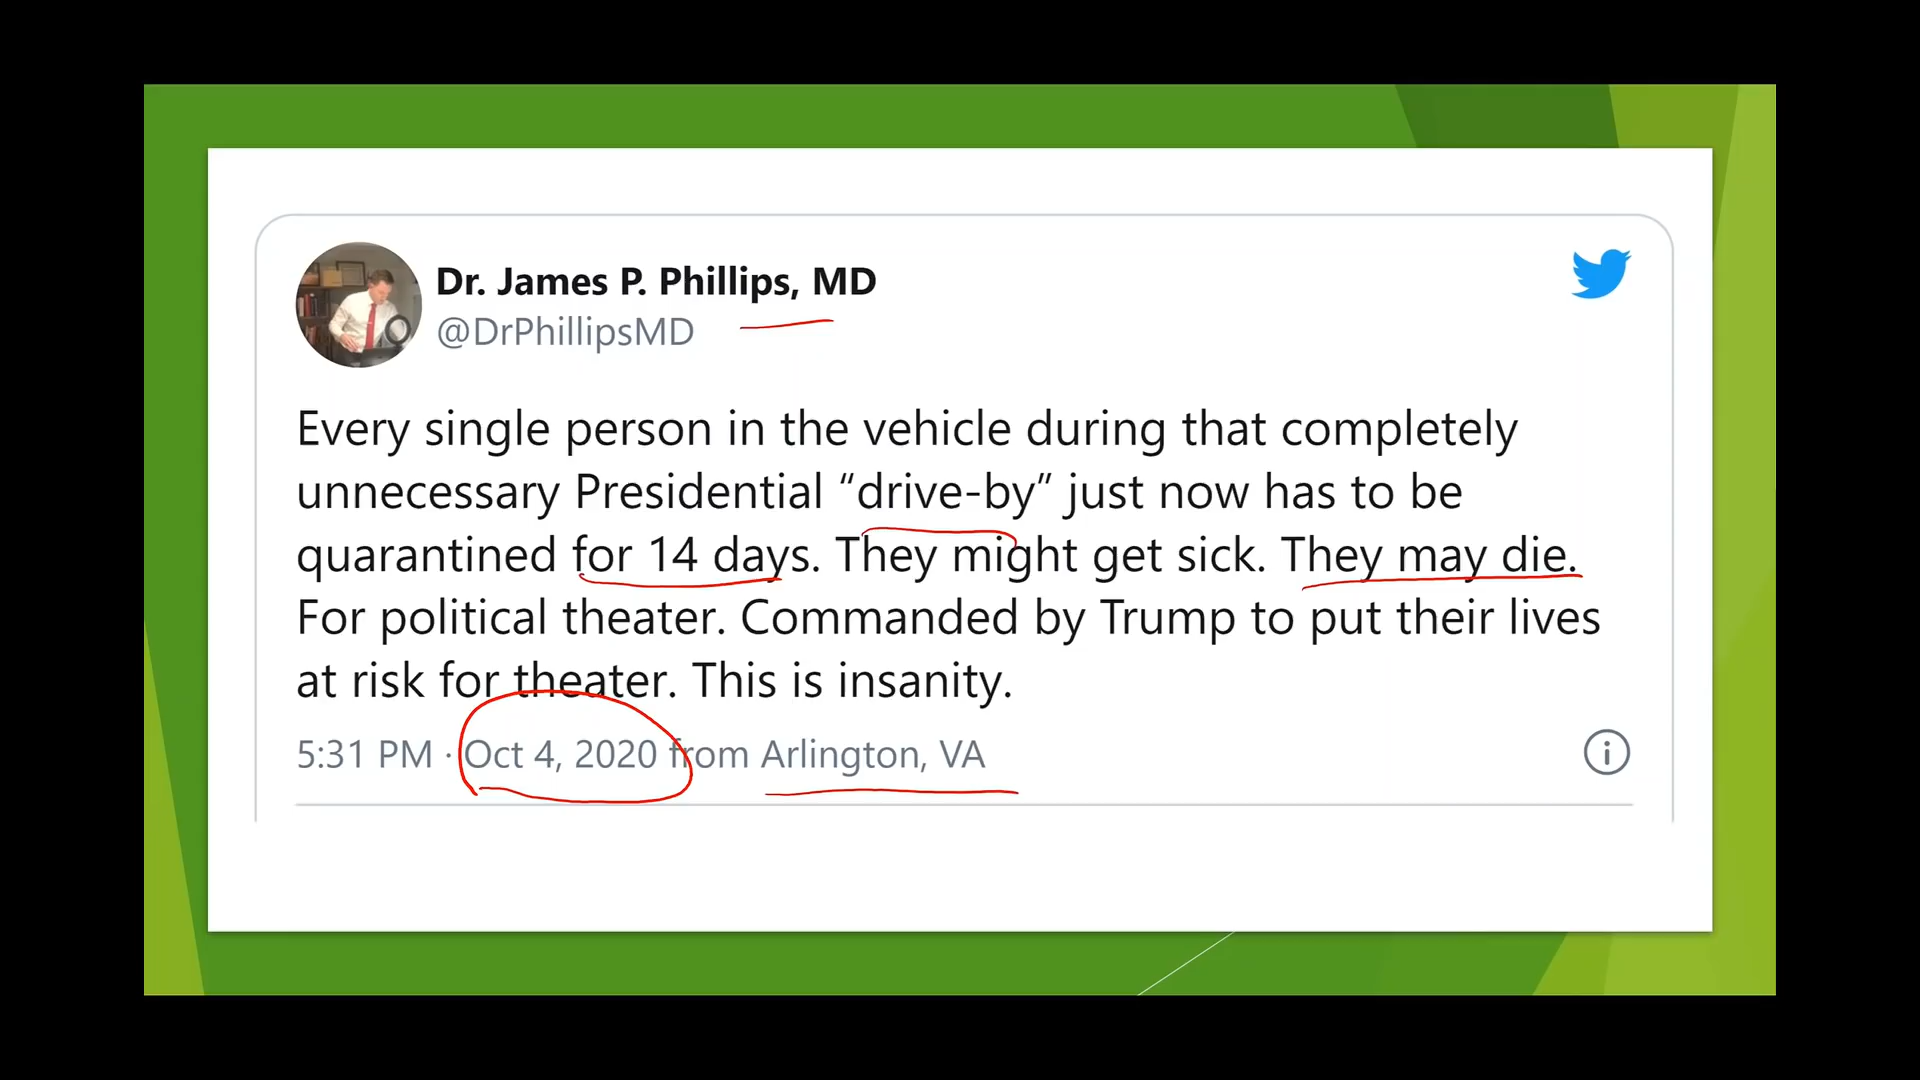 Dr. James P. Phillips, MD
@DrPhillipsMD
Every single person in the vehicle during that completely
unnecessary Presidential “drive-by” just now has to be
quarantined for 14 days. They might get sick. They may die.
For political theater. Commanded by Trump to put their lives
at risk for theater. This is insanity.
5:31 PM · Oct 4, 2020 from Arlington, VA